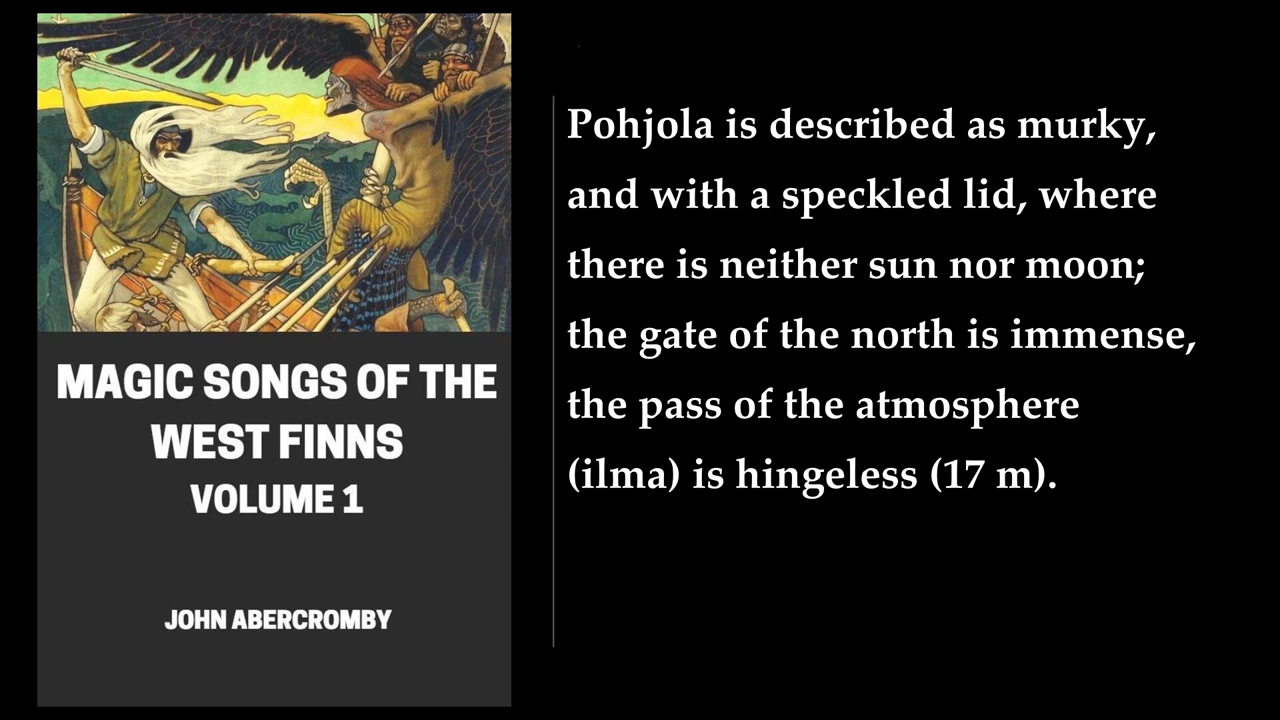 MAGIC SONGS OF THE
WEST FINNS
VOLUME 1
JOHN ABERCROMBY
Pohjola is described as murky,
and with a speckled lid, where
there is neither sun nor moon;
the gate of the north is immense,
the pass of the atmosphere
(ilma) is hingeless (17 m).